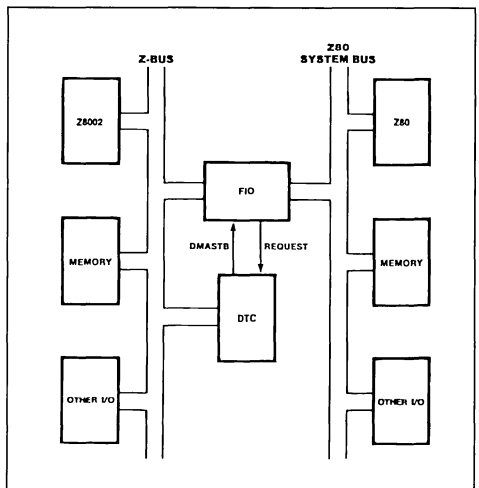 Z-BUS
Z80
SYSTEM BUS
Z8002
Z80
FIO
DMASTB
REQUEST
MEMORY
MEMORY
DTC
OTHER I/O
OTHER I/O